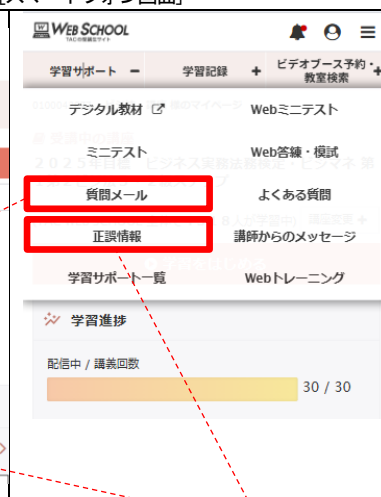 [スマートフォン画面]
WEB SCHOOL
TACの受講生サイト
学習サポート − 学習記録 + ビデオブース予約・教室検索 +
デジタル教材 Webミニテスト
ミニテスト Web答練・模試
質問メール よくある質問
正誤情報 講師からのメッセージ
学習サポート一覧 Webトレーニング
学習進捗
配信中 / 講義回数
30 / 30